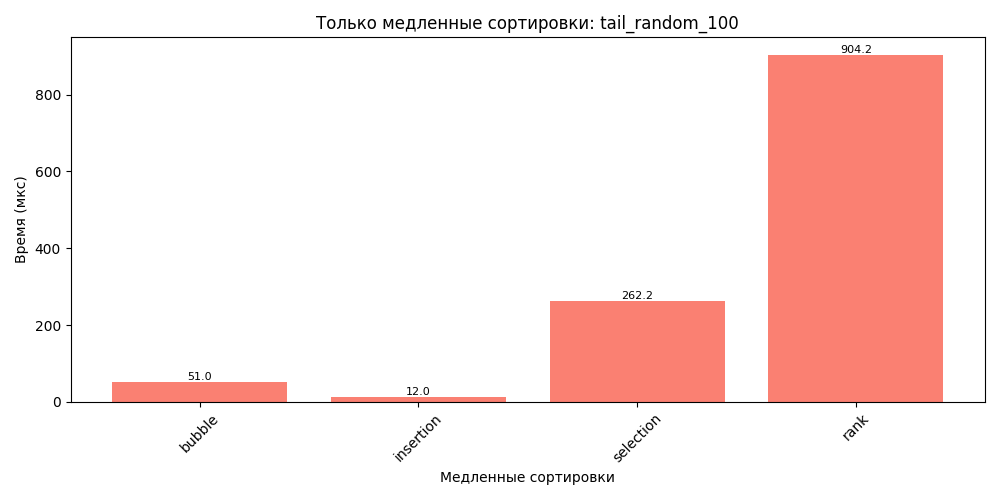 Только медленные сортировки: tail_random_100
904.2
800
600
Время (мкс)
400
262.2
200
51.0
12.0
0
bubble
insertion
selection
rank
Медленные сортировки